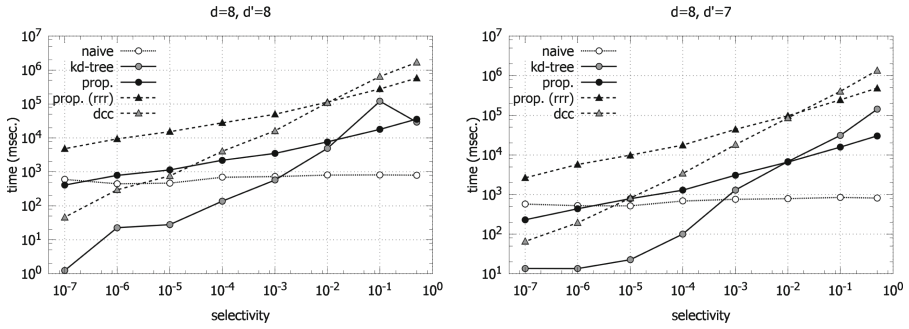 d=8, d'=8
time (msec.)
10^7
10^6
10^5
10^4
10^3
10^2
10^1
10^0
naive
kd-tree
prop.
prop. (rrr)
dcc
10^-7 10^-6 10^-5 10^-4 10^-3 10^-2 10^-1 10^0
selectivity
d=8, d'=7
time (msec.)
10^7
10^6
10^5
10^4
10^3
10^2
10^1
naive
kd-tree
prop.
prop. (rrr)
dcc
10^-7 10^-6 10^-5 10^-4 10^-3 10^-2 10^-1 10^0
selectivity